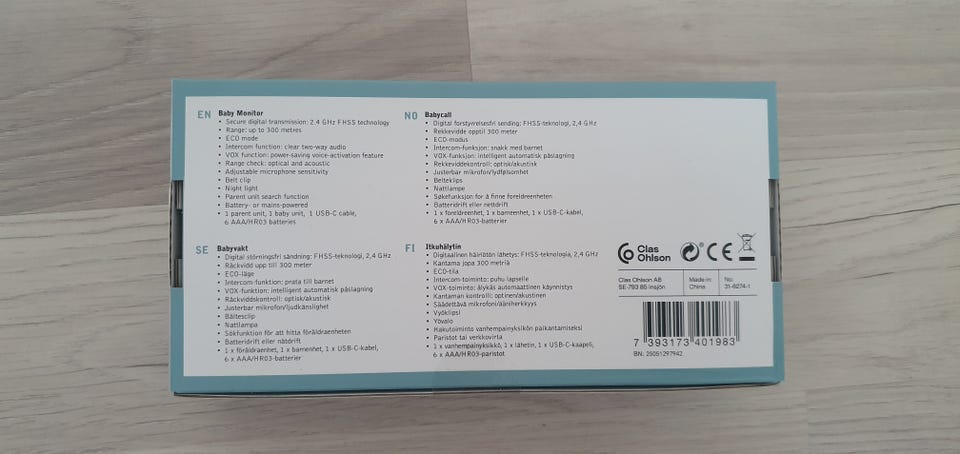 EN Baby Monitor
• Secure digital transmission: 2.4 GHz FHSS technology
• Range: up to 300 metres
• ECO mode
• Intercom function: clear two-way audio
• VOX function: power-saving voice-activation feature
• Range check: optical and acoustic
• Adjustable microphone sensitivity
• Belt clip
• Night light
• Parent unit search function
• Battery- or mains-powered
• 1 parent unit, 1 baby unit, 1 USB-C cable,
6 AAA/HR03 batteries
NO Babycall
• Digital forstyrrelsesfri sending: FHSS-teknologi, 2,4 GHz
• Rekkevidde opptil 300 meter
• ECO-modus
• Intercom-funksjon: snakk med barnet
• VOX-funksjon: intelligent automatisk påslagning
• Rekkeviddekontroll: optisk/akustisk
• Justerbar mikrofon/lydfølsomhet
• Belteklips
• Nattlampe
• Søkefunksjon for å finne foreldreenheten
• Batteridrift eller nettdrift
• 1 x foreldreenhet, 1 x barneenhet, 1 x USB-C-kabel,
6 x AAA/HR03-batterier
SE Babyvakt
• Digital störningsfri sändning: FHSS-teknologi, 2,4 GHz
• Räckvidd upp till 300 meter
• ECO-läge
• Intercom-funktion: prata till barnet
• VOX-funktion: intelligent automatisk påslagning
• Räckviddskontroll: optisk/akustisk
• Justerbar mikrofon/ljudkänslighet
• Bältesclip
• Nattlampa
• Sökfunktion för att hitta föräldraenheten
• Batteridrift eller nätdrift
• 1 x föräldraenhet, 1 x barnenhet, 1 x USB-C-kabel,
6 x AAA/HR03-batterier
FI Itkuhälytin
• Digitaalinen häiriötön lähetys: FHSS-teknologia, 2,4 GHz
• Kantama jopa 300 metriä
• ECO-tila
• Intercom-toiminto: puhu lapselle
• VOX-toiminto: älykäs automaattinen käynnistys
• Kantaman kontrolli: optinen/akustinen
• Säädettävä mikrofoni/ääniherkkyys
• Vyöklipsi
• Yövalo
• Hakutoiminto vanhempainyksikön paikantamiseksi
• Paristot tai verkkovirta
• 1 x vanhempainyksikkö, 1 x lähetin, 1 x USB-C-kaapeli,
6 x AAA/HR03-paristot
Clas
Ohlson
CE
Clas Ohlson AB
SE-793 85 Insjön
Made in:
China
No:
31-6274-1
7 393173 401983
BN: 25051297942